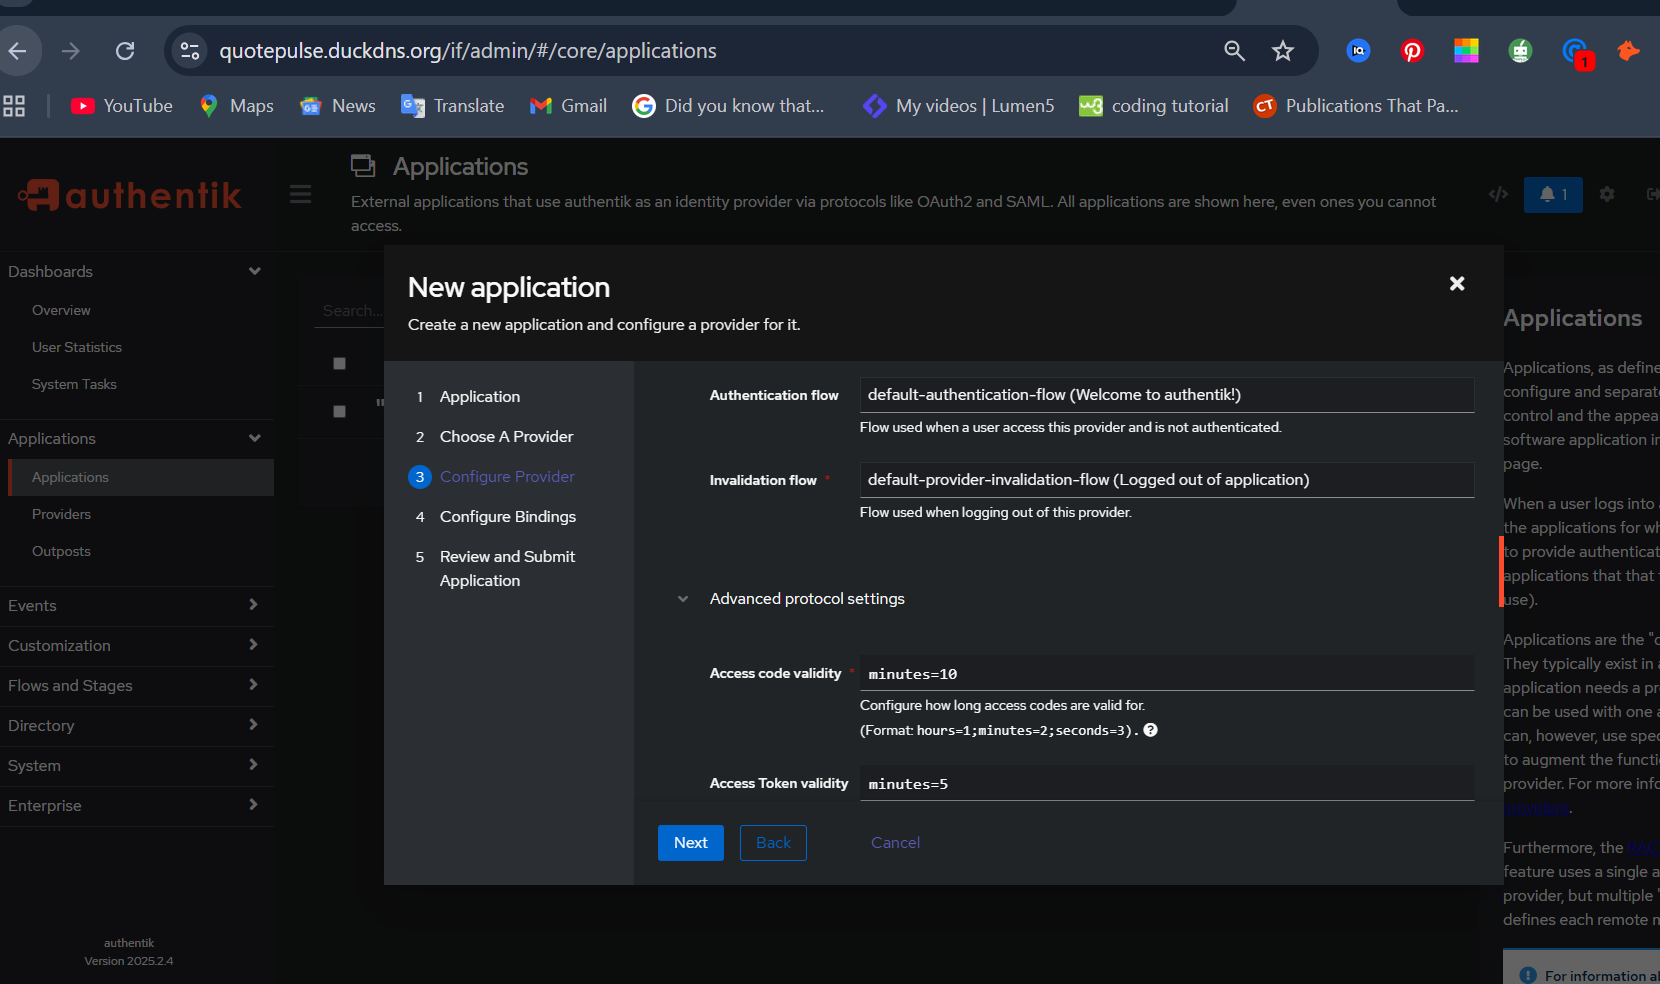 quotepulse.duckdns.org/if/admin/#/core/applications
1
YouTube
Maps
News
Translate
Gmail
Did you know that...
My videos | Lumen5
coding tutorial
Publications That Pa...
authentik
Applications
External applications that use authentik as an identity provider via protocols like OAuth2 and SAML. All applications are shown here, even ones you cannot
access.
1
Dashboards
Overview
User Statistics
System Tasks
Applications
Applications
Providers
Outposts
Events
Customization
Flows and Stages
Directory
System
Enterprise
authentik
Version 2025.2.4
Search...
New application
Create a new application and configure a provider for it.
1 Application
2 Choose A Provider
3 Configure Provider
4 Configure Bindings
5 Review and Submit
Application
Authentication flow
default-authentication-flow (Welcome to authentik!)
Flow used when a user access this provider and is not authenticated.
Invalidation flow *
default-provider-invalidation-flow (Logged out of application)
Flow used when logging out of this provider.
Advanced protocol settings
Access code validity *
minutes=10
Configure how long access codes are valid for.
(Format: hours=1;minutes=2;seconds=3).
Access Token validity
minutes=5
Next
Back
Cancel
Applications
Applications, as define
configure and separat
control and the appea
software application in
page.
When a user logs into
the applications for wh
to provide authenticat
applications that that
use).
Applications are the "c
They typically exist in a
application needs a pr
can be used with one a
can, however, use spec
to augment the functi
provider. For more info
providers.
Furthermore, the RAC
feature uses a single a
provider, but multiple "
defines each remote m
For information al